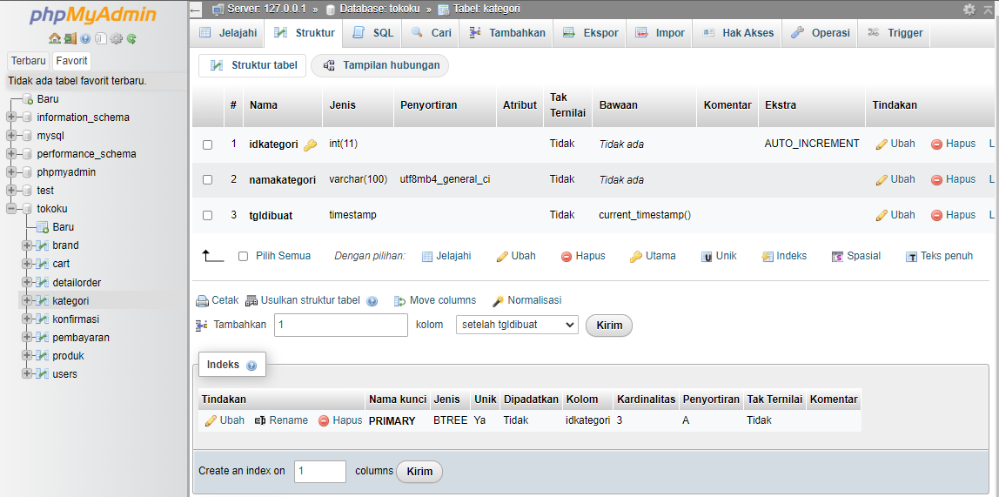 phpMyAdmin
Terbaru Favorit
Tidak ada tabel favorit terbaru.
Baru
information_schema
mysql
performance_schema
phpmyadmin
test
tokoku
Baru
brand
cart
detailorder
kategori
konfirmasi
pembayaran
produk
users
Server: 127.0.0.1 » Database: tokoku » Tabel: kategori
Jelajahi Struktur SQL Cari Tambahkan Ekspor Impor Hak Akses Operasi Trigger
Struktur tabel Tampilan hubungan
# Nama Jenis Penyortiran Atribut Tak Ternilai Bawaan Komentar Ekstra Tindakan
1 idkategori int(11) Tidak Tidak ada AUTO_INCREMENT Ubah Hapus L
2 namakategori varchar(100) utf8mb4_general_ci Tidak Tidak ada Ubah Hapus L
3 tgldibuat timestamp Tidak current_timestamp() Ubah Hapus L
Pilih Semua Dengan pilihan: Jelajahi Ubah Hapus Utama Unik Indeks Spasial Teks penuh
Cetak Usulkan struktur tabel Move columns Normalisasi
Tambahkan 1 kolom setelah tgldibuat Kirim
Indeks
Tindakan Nama kunci Jenis Unik Dipadatkan Kolom Kardinalitas Penyortiran Tak Ternilai Komentar
Ubah Rename Hapus PRIMARY BTREE Ya Tidak idkategori 3 A Tidak
Create an index on 1 columns Kirim